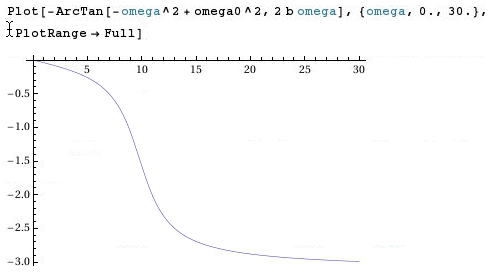 Plot[-ArcTan[-omega^2 + omega0^2, 2 b omega], {omega, 0., 30.},
PlotRange → Full]
5 10 15 20 25 30
-0.5
-1.0
-1.5
-2.0
-2.5
-3.0